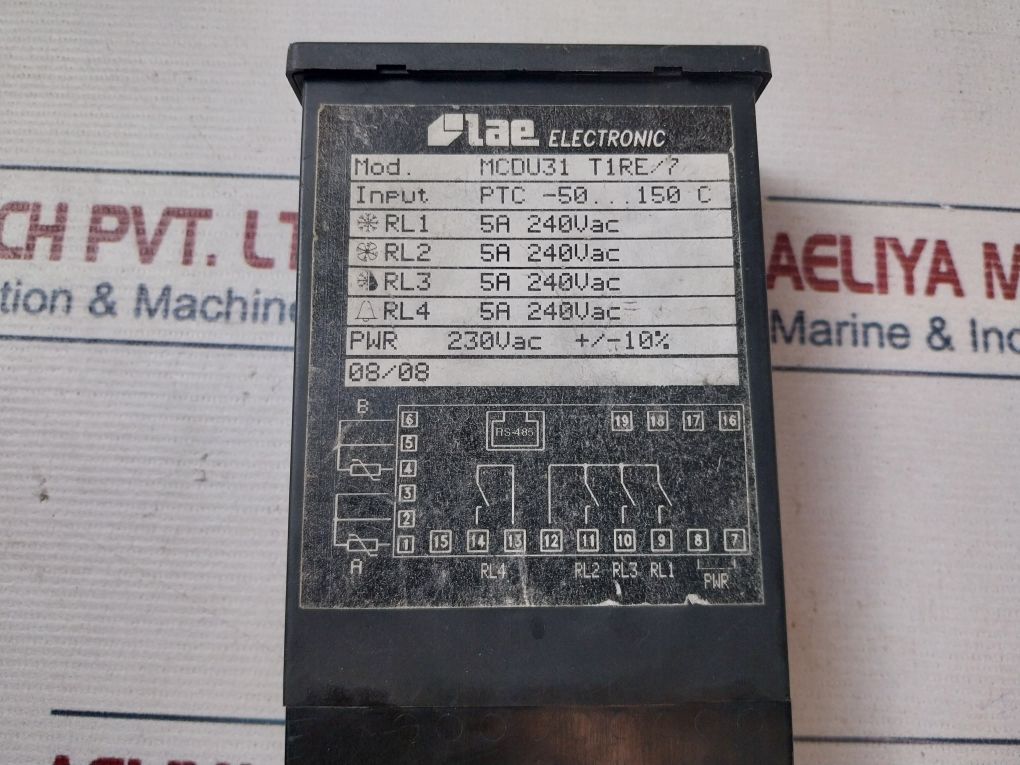 lae ELECTRONIC
Mod. MCDU31 T1RE/7
Input PTC -50...150 C
RL1 5A 240Vac
RL2 5A 240Vac
RL3 5A 240Vac
RL4 5A 240Vac
PWR 230Vac +/-10%
08/08
B 6 RS-485 19 18 17 16
5
4
3
2
1 15 14 13 12 11 10 9 8 7
A RL4 RL2 RL3 RL1 PWR
CH PVT. LT
tion & Machin
AELIYA M
Marine & Ind
AELIYA